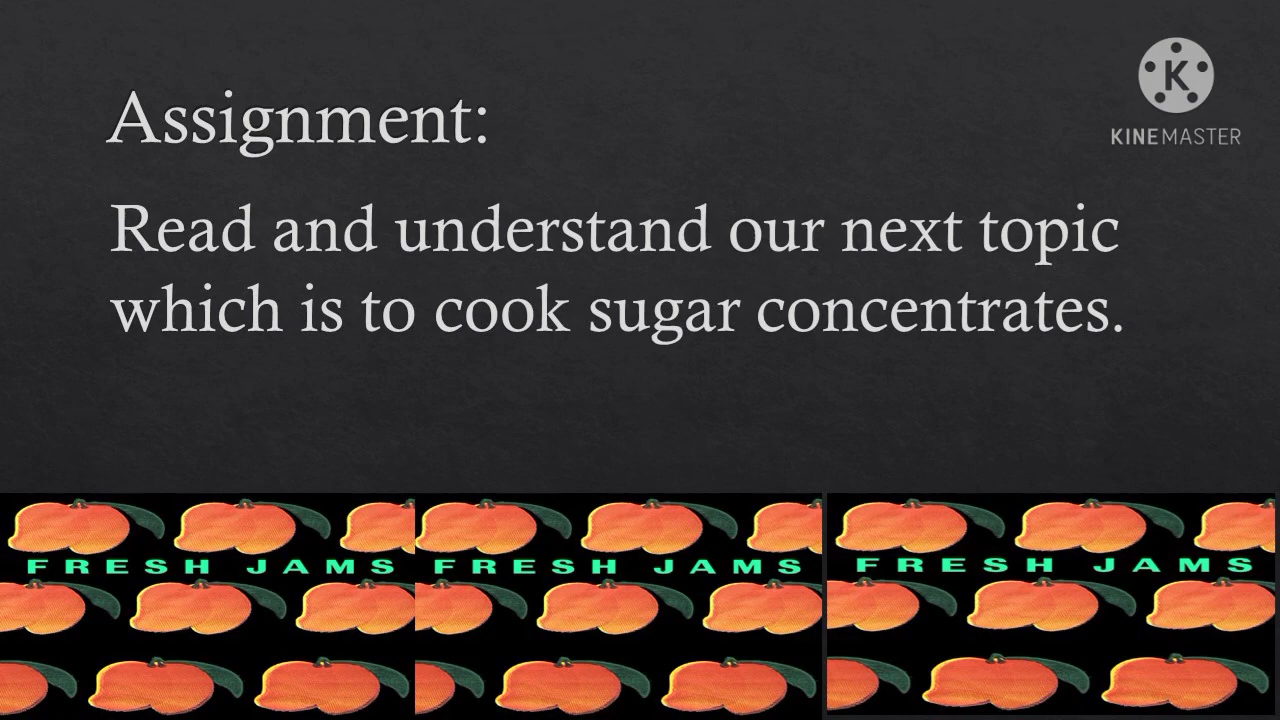 Assignment:
KINEMASTER
Read and understand our next topic
which is to cook sugar concentrates.
FRESH JAMS FRESH JAMS FRESH JAMS